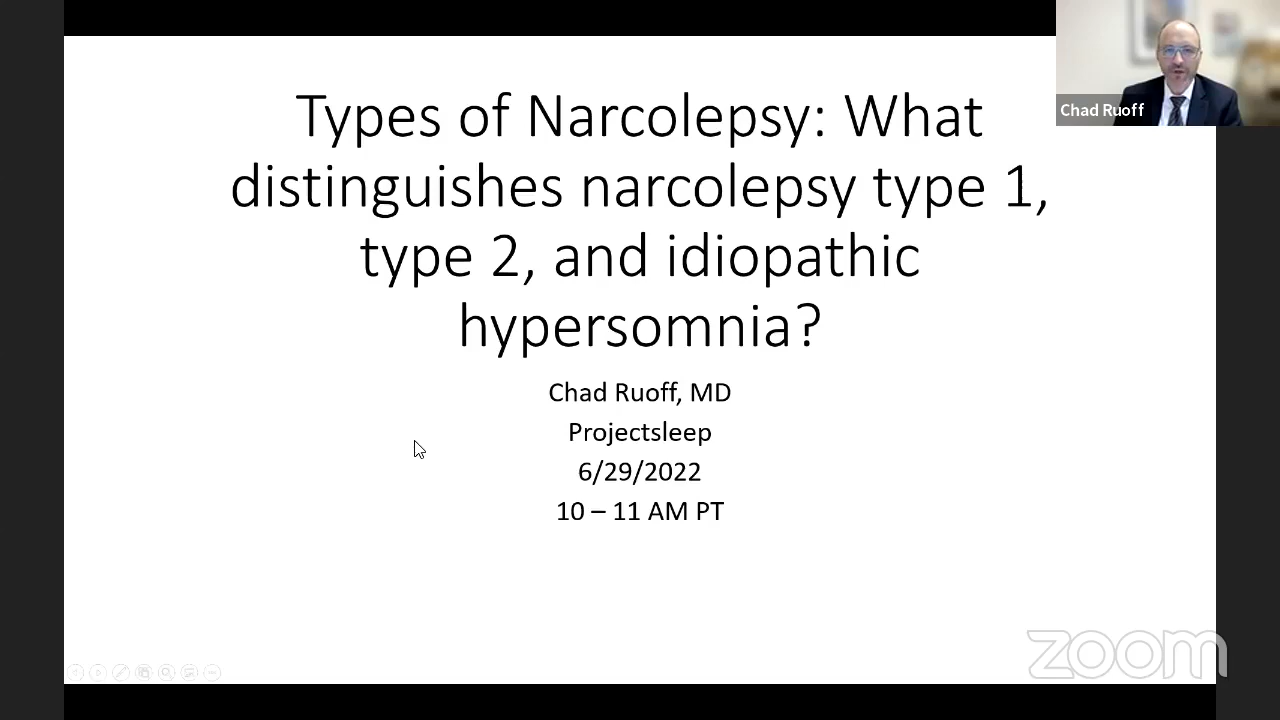 Types of Narcolepsy: What
distinguishes narcolepsy type 1,
type 2, and idiopathic
hypersomnia?
Chad Ruoff, MD
Projectsleep
6/29/2022
10 – 11 AM PT
Chad Ruoff
zoom